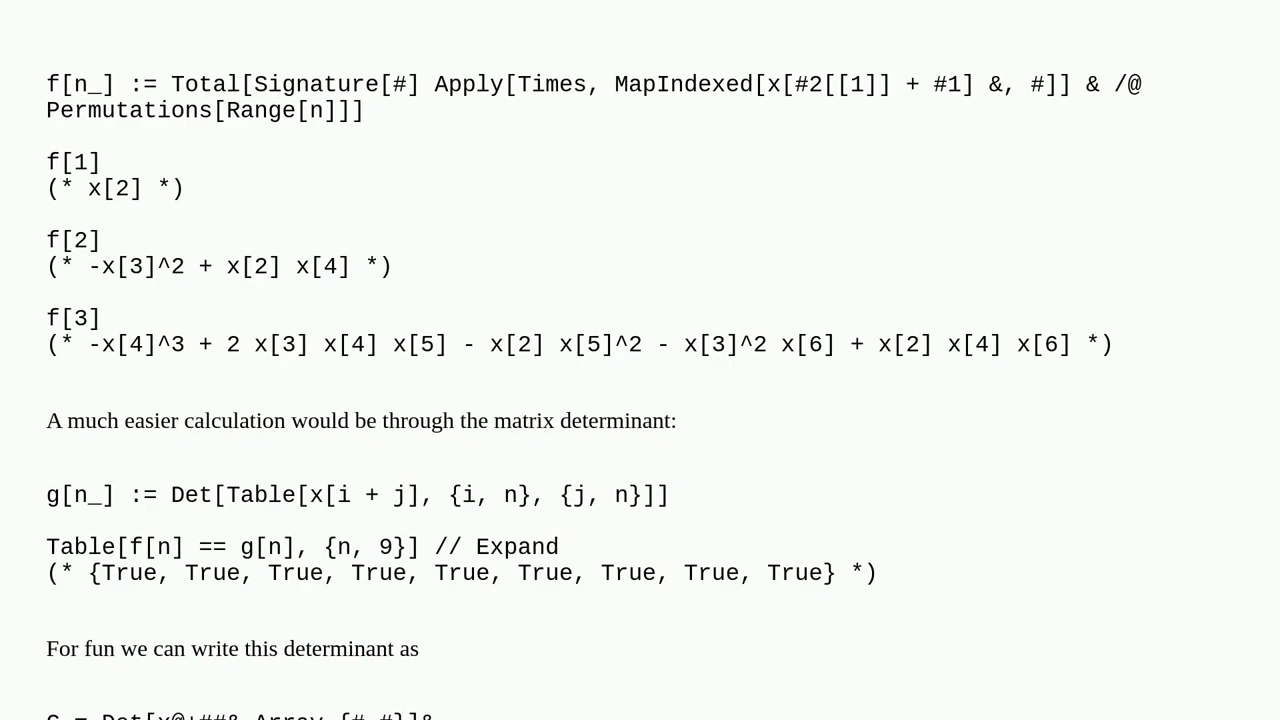 f[n_] := Total[Signature[#] Apply[Times, MapIndexed[x[#2[[1]] + #1] &, #]] & /@
Permutations[Range[n]]]
f[1]
(* x[2] *)
f[2]
(* -x[3]^2 + x[2] x[4] *)
f[3]
(* -x[4]^3 + 2 x[3] x[4] x[5] - x[2] x[5]^2 - x[3]^2 x[6] + x[2] x[4] x[6] *)
A much easier calculation would be through the matrix determinant:
g[n_] := Det[Table[x[i + j], {i, n}, {j, n}]]
Table[f[n] == g[n], {n, 9}] // Expand
(* {True, True, True, True, True, True, True, True, True} *)
For fun we can write this determinant as
G = Det[x@+##&~Array~{#,#}]&